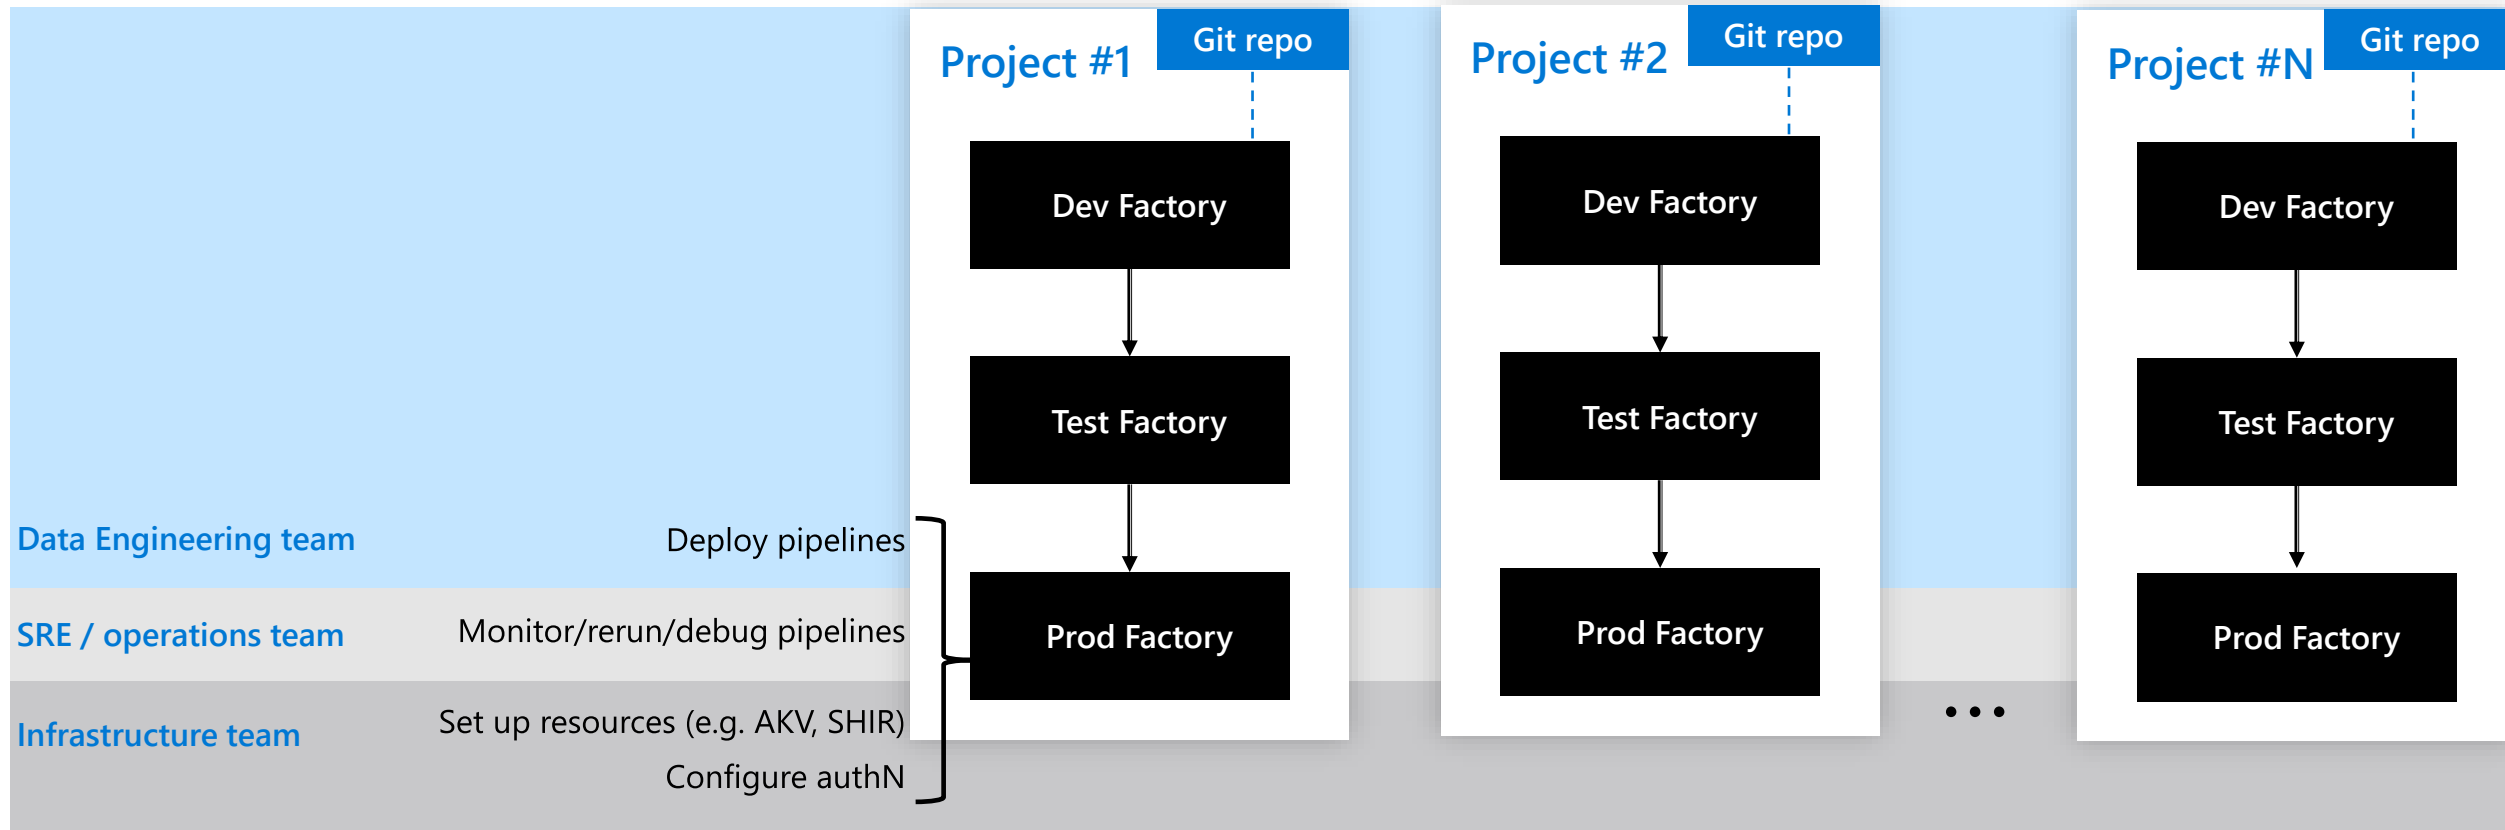 Project #1
Git repo
Dev Factory
Test Factory
Prod Factory
Project #2
Git repo
Dev Factory
Test Factory
Prod Factory
Project #N
Git repo
Dev Factory
Test Factory
Prod Factory
...
Data Engineering team
Deploy pipelines
SRE / operations team
Monitor/rerun/debug pipelines
Infrastructure team
Set up resources (e.g. AKV, SHIR)
Configure authN